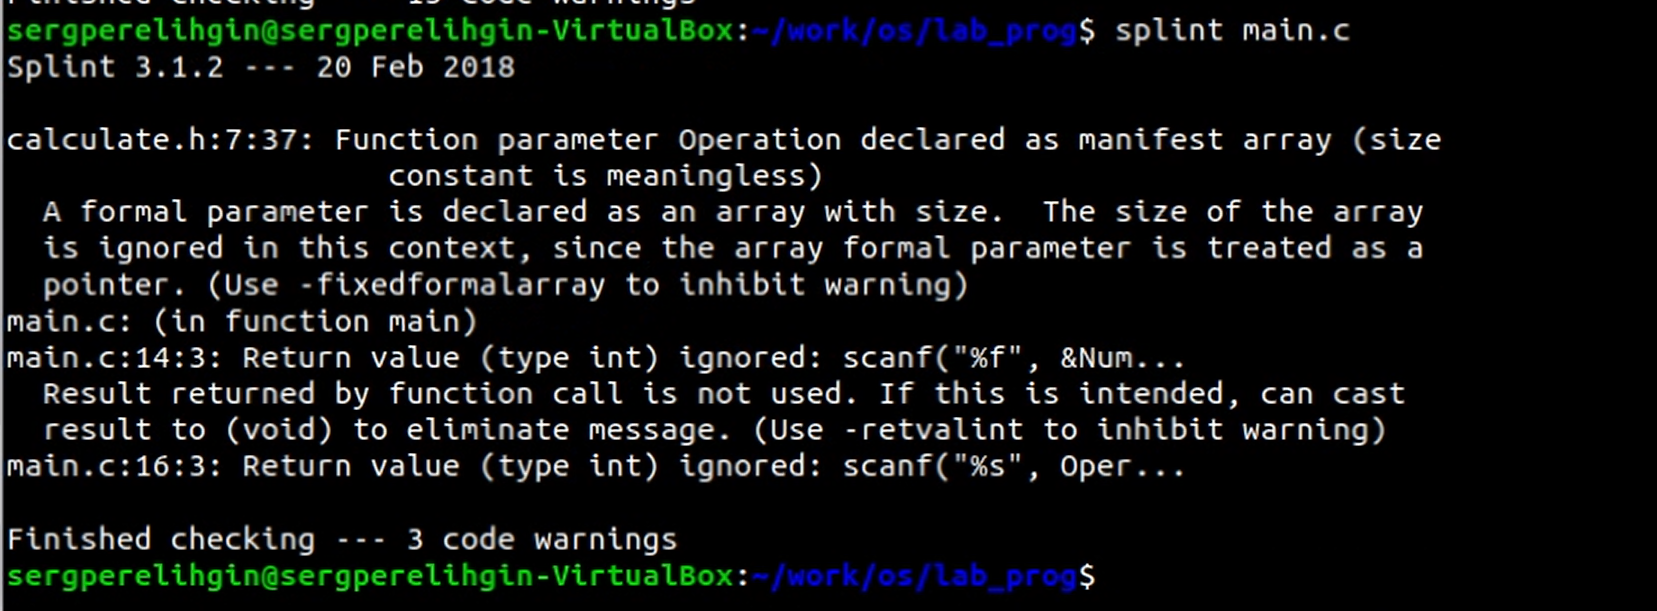 Finished checking --- 15 code warnings
sergperelihgin@sergperelihgin-VirtualBox:~/work/os/lab_prog$ splint main.c
Splint 3.1.2 --- 20 Feb 2018
calculate.h:7:37: Function parameter Operation declared as manifest array (size
constant is meaningless)
A formal parameter is declared as an array with size.  The size of the array
is ignored in this context, since the array formal parameter is treated as a
pointer. (Use -fixedformalarray to inhibit warning)
main.c: (in function main)
main.c:14:3: Return value (type int) ignored: scanf("%f", &Num...
Result returned by function call is not used. If this is intended, can cast
result to (void) to eliminate message. (Use -retvalint to inhibit warning)
main.c:16:3: Return value (type int) ignored: scanf("%s", Oper...
Finished checking --- 3 code warnings
sergperelihgin@sergperelihgin-VirtualBox:~/work/os/lab_prog$